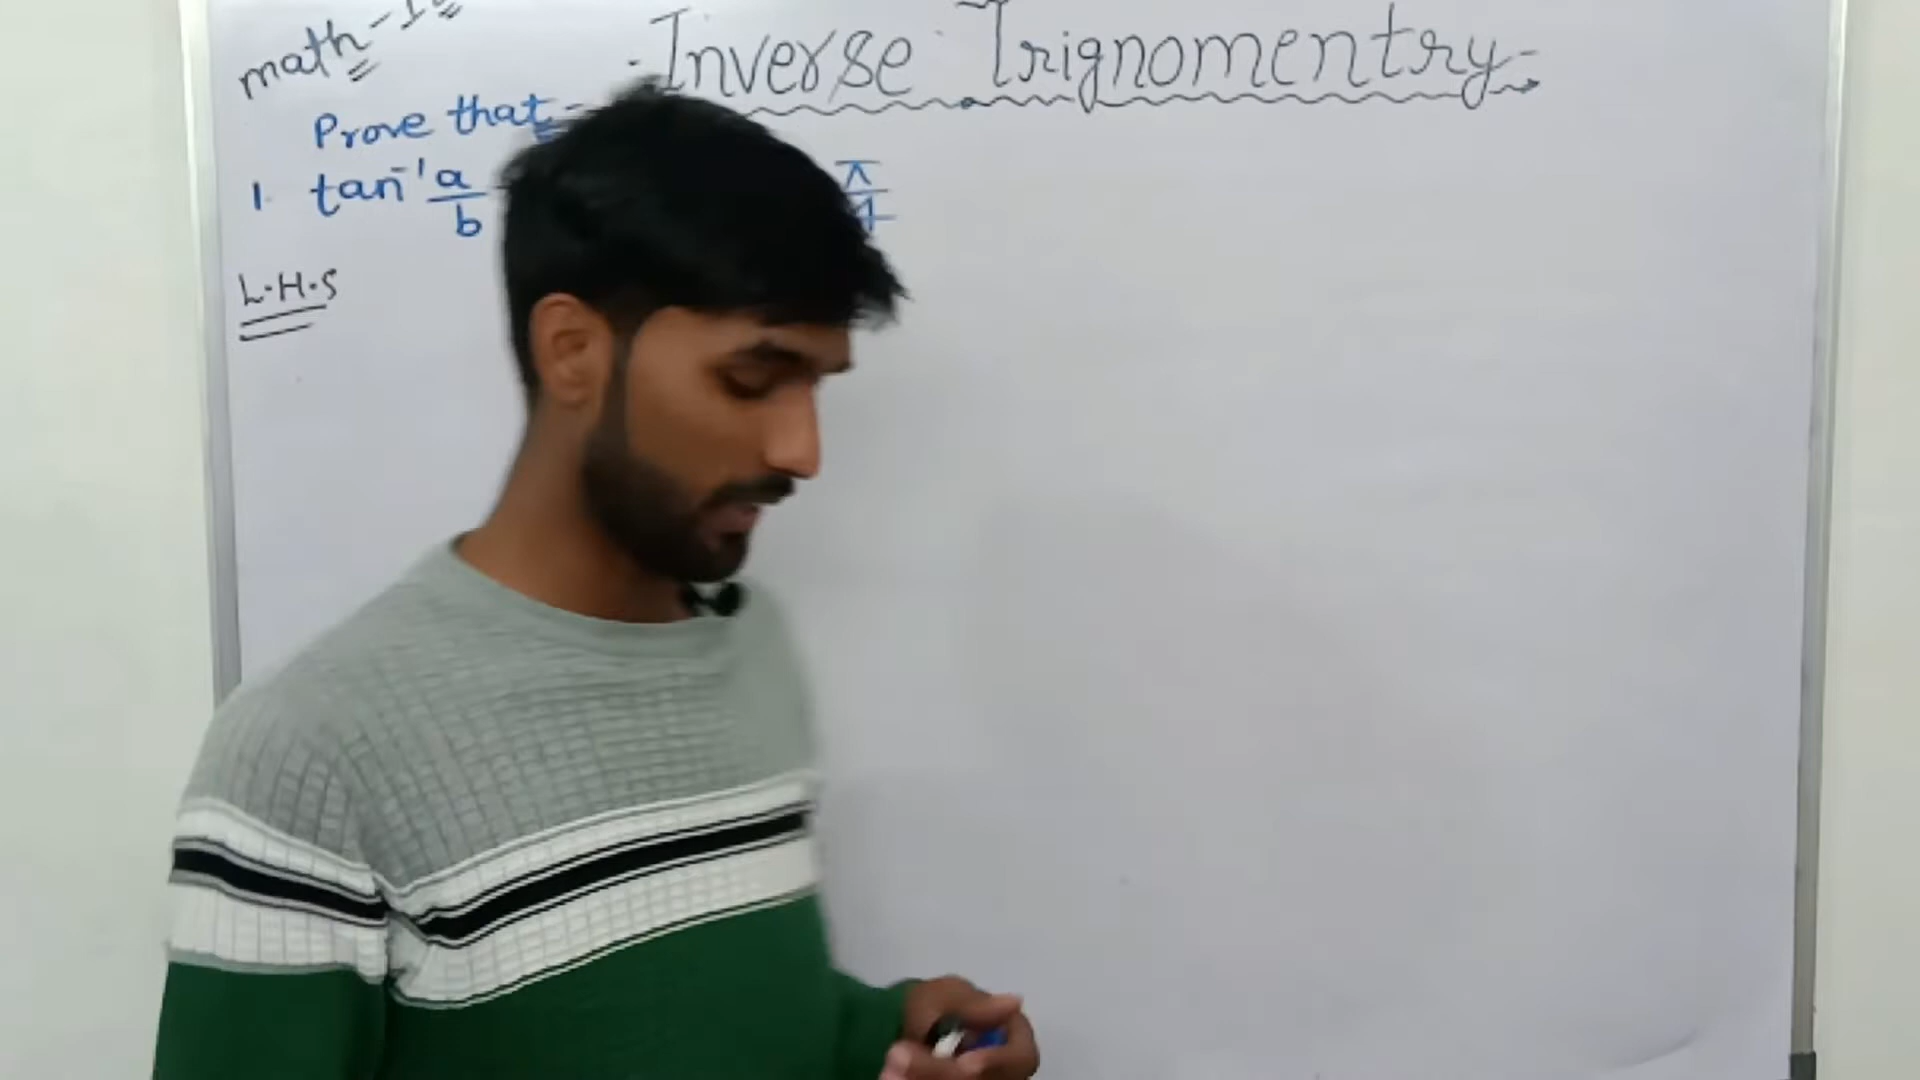 math-
Inverse Trignomentry
Prove that
1. tan⁻¹ a/b
π/4
L.H.S